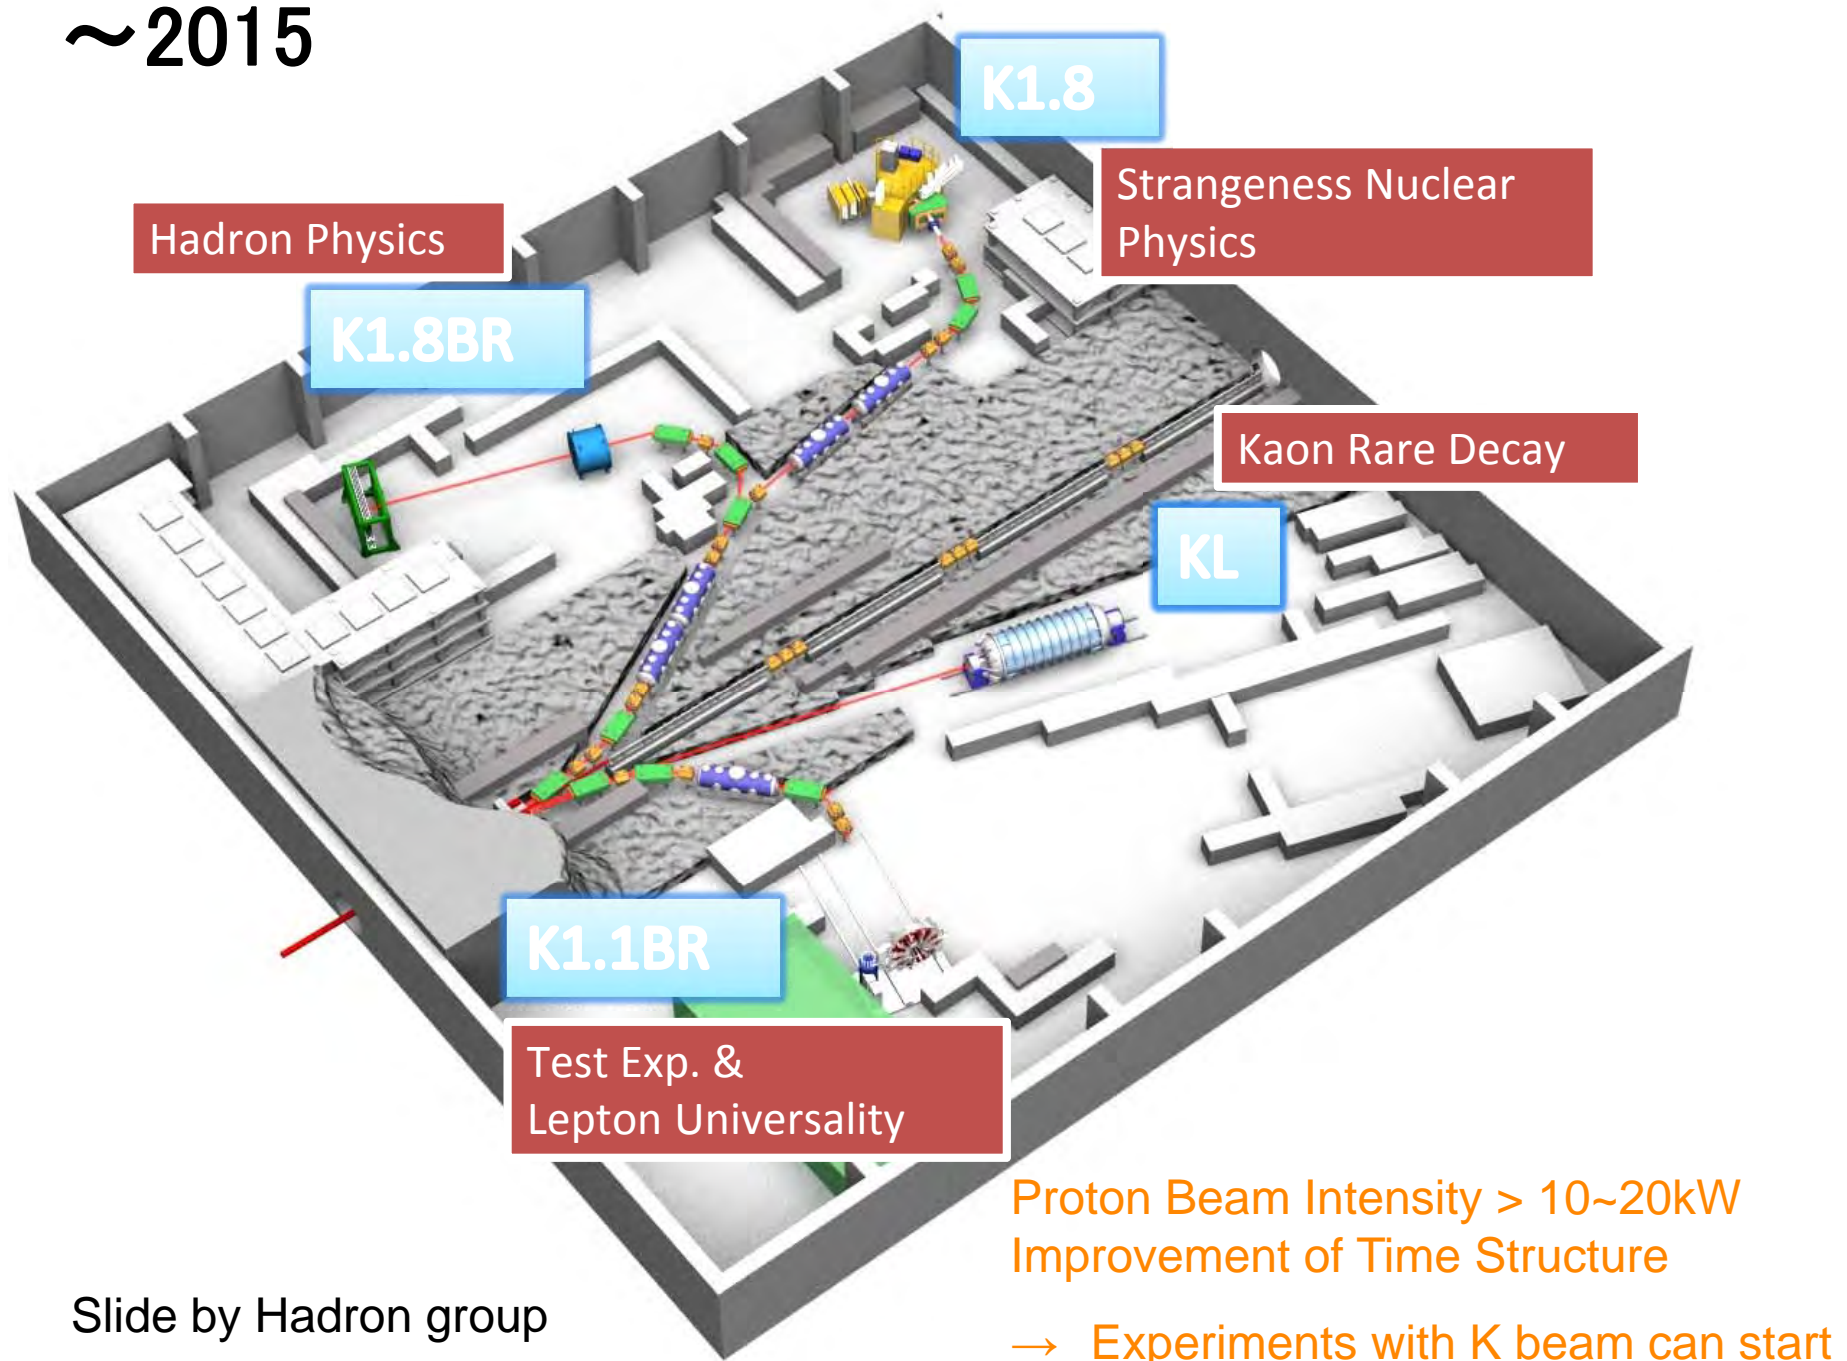 ～2015
K1.8
Strangeness Nuclear
Physics
Hadron Physics
K1.8BR
Kaon Rare Decay
KL
K1.1BR
Test Exp. &
Lepton Universality
Proton Beam Intensity > 10~20kW
Improvement of Time Structure
→ Experiments with K beam can start
Slide by Hadron group